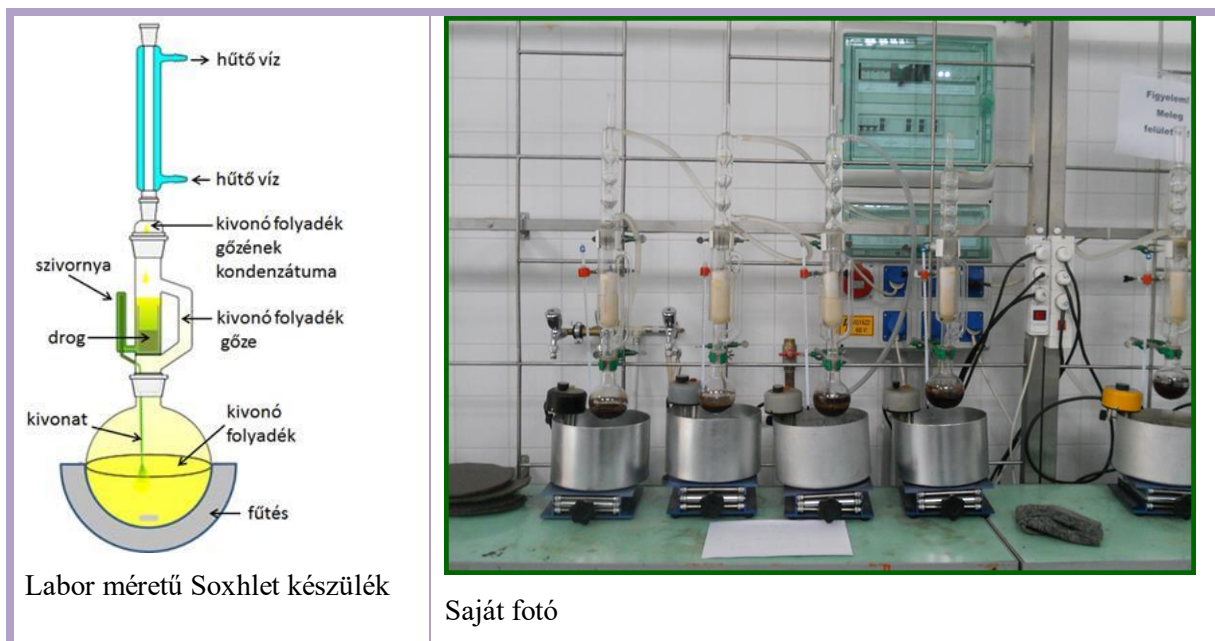 hűtő víz
hűtő víz
kivonó folyadék
gőzének
kondenzátuma
szivornya
kivonó folyadék
gőze
drog
kivonat
kivonó
folyadék
fűtés
Labor méretű Soxhlet készülék
Figyelem!
Meleg
Saját fotó